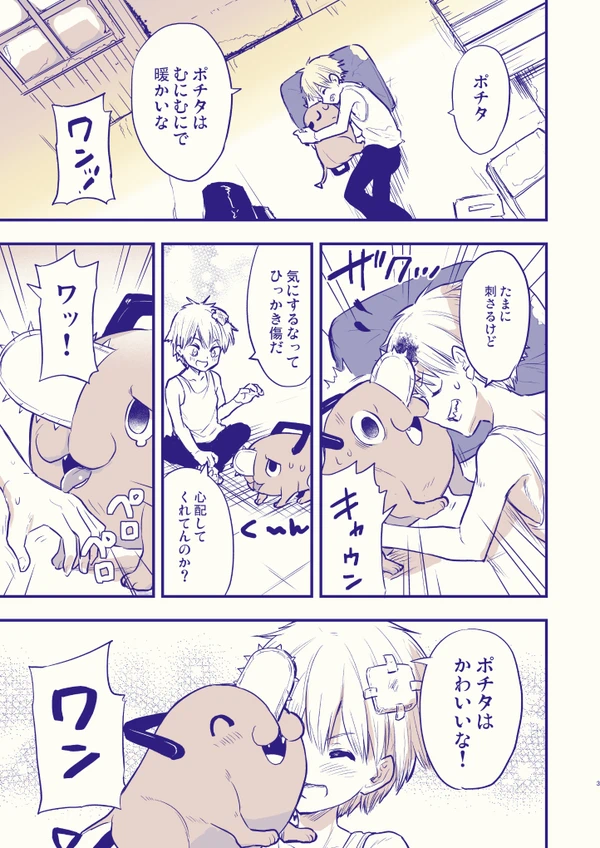 ポチタ
ポチタは
むにむにで
暖かいな
ワンッ
たまに
刺さるけど
ザクッ…
キャウン
気にするなって
ひっかき傷だ
心配して
くれてんのか?
く〜ん
ワッ!
ペロ
ペロ
ポチタは
かわいいな!
ワン
3